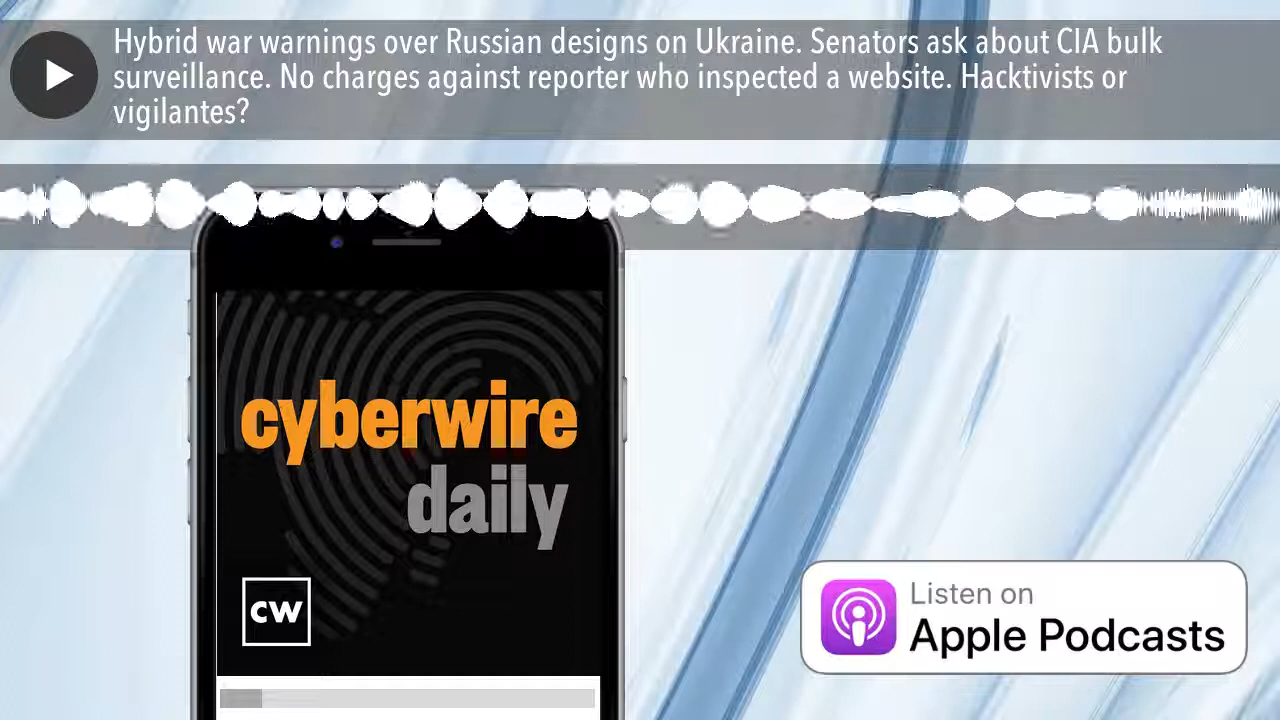 Hybrid war warnings over Russian designs on Ukraine. Senators ask about CIA bulk
surveillance. No charges against reporter who inspected a website. Hacktivists or
vigilantes?
cyberwire
daily
CW
Listen on
Apple Podcasts